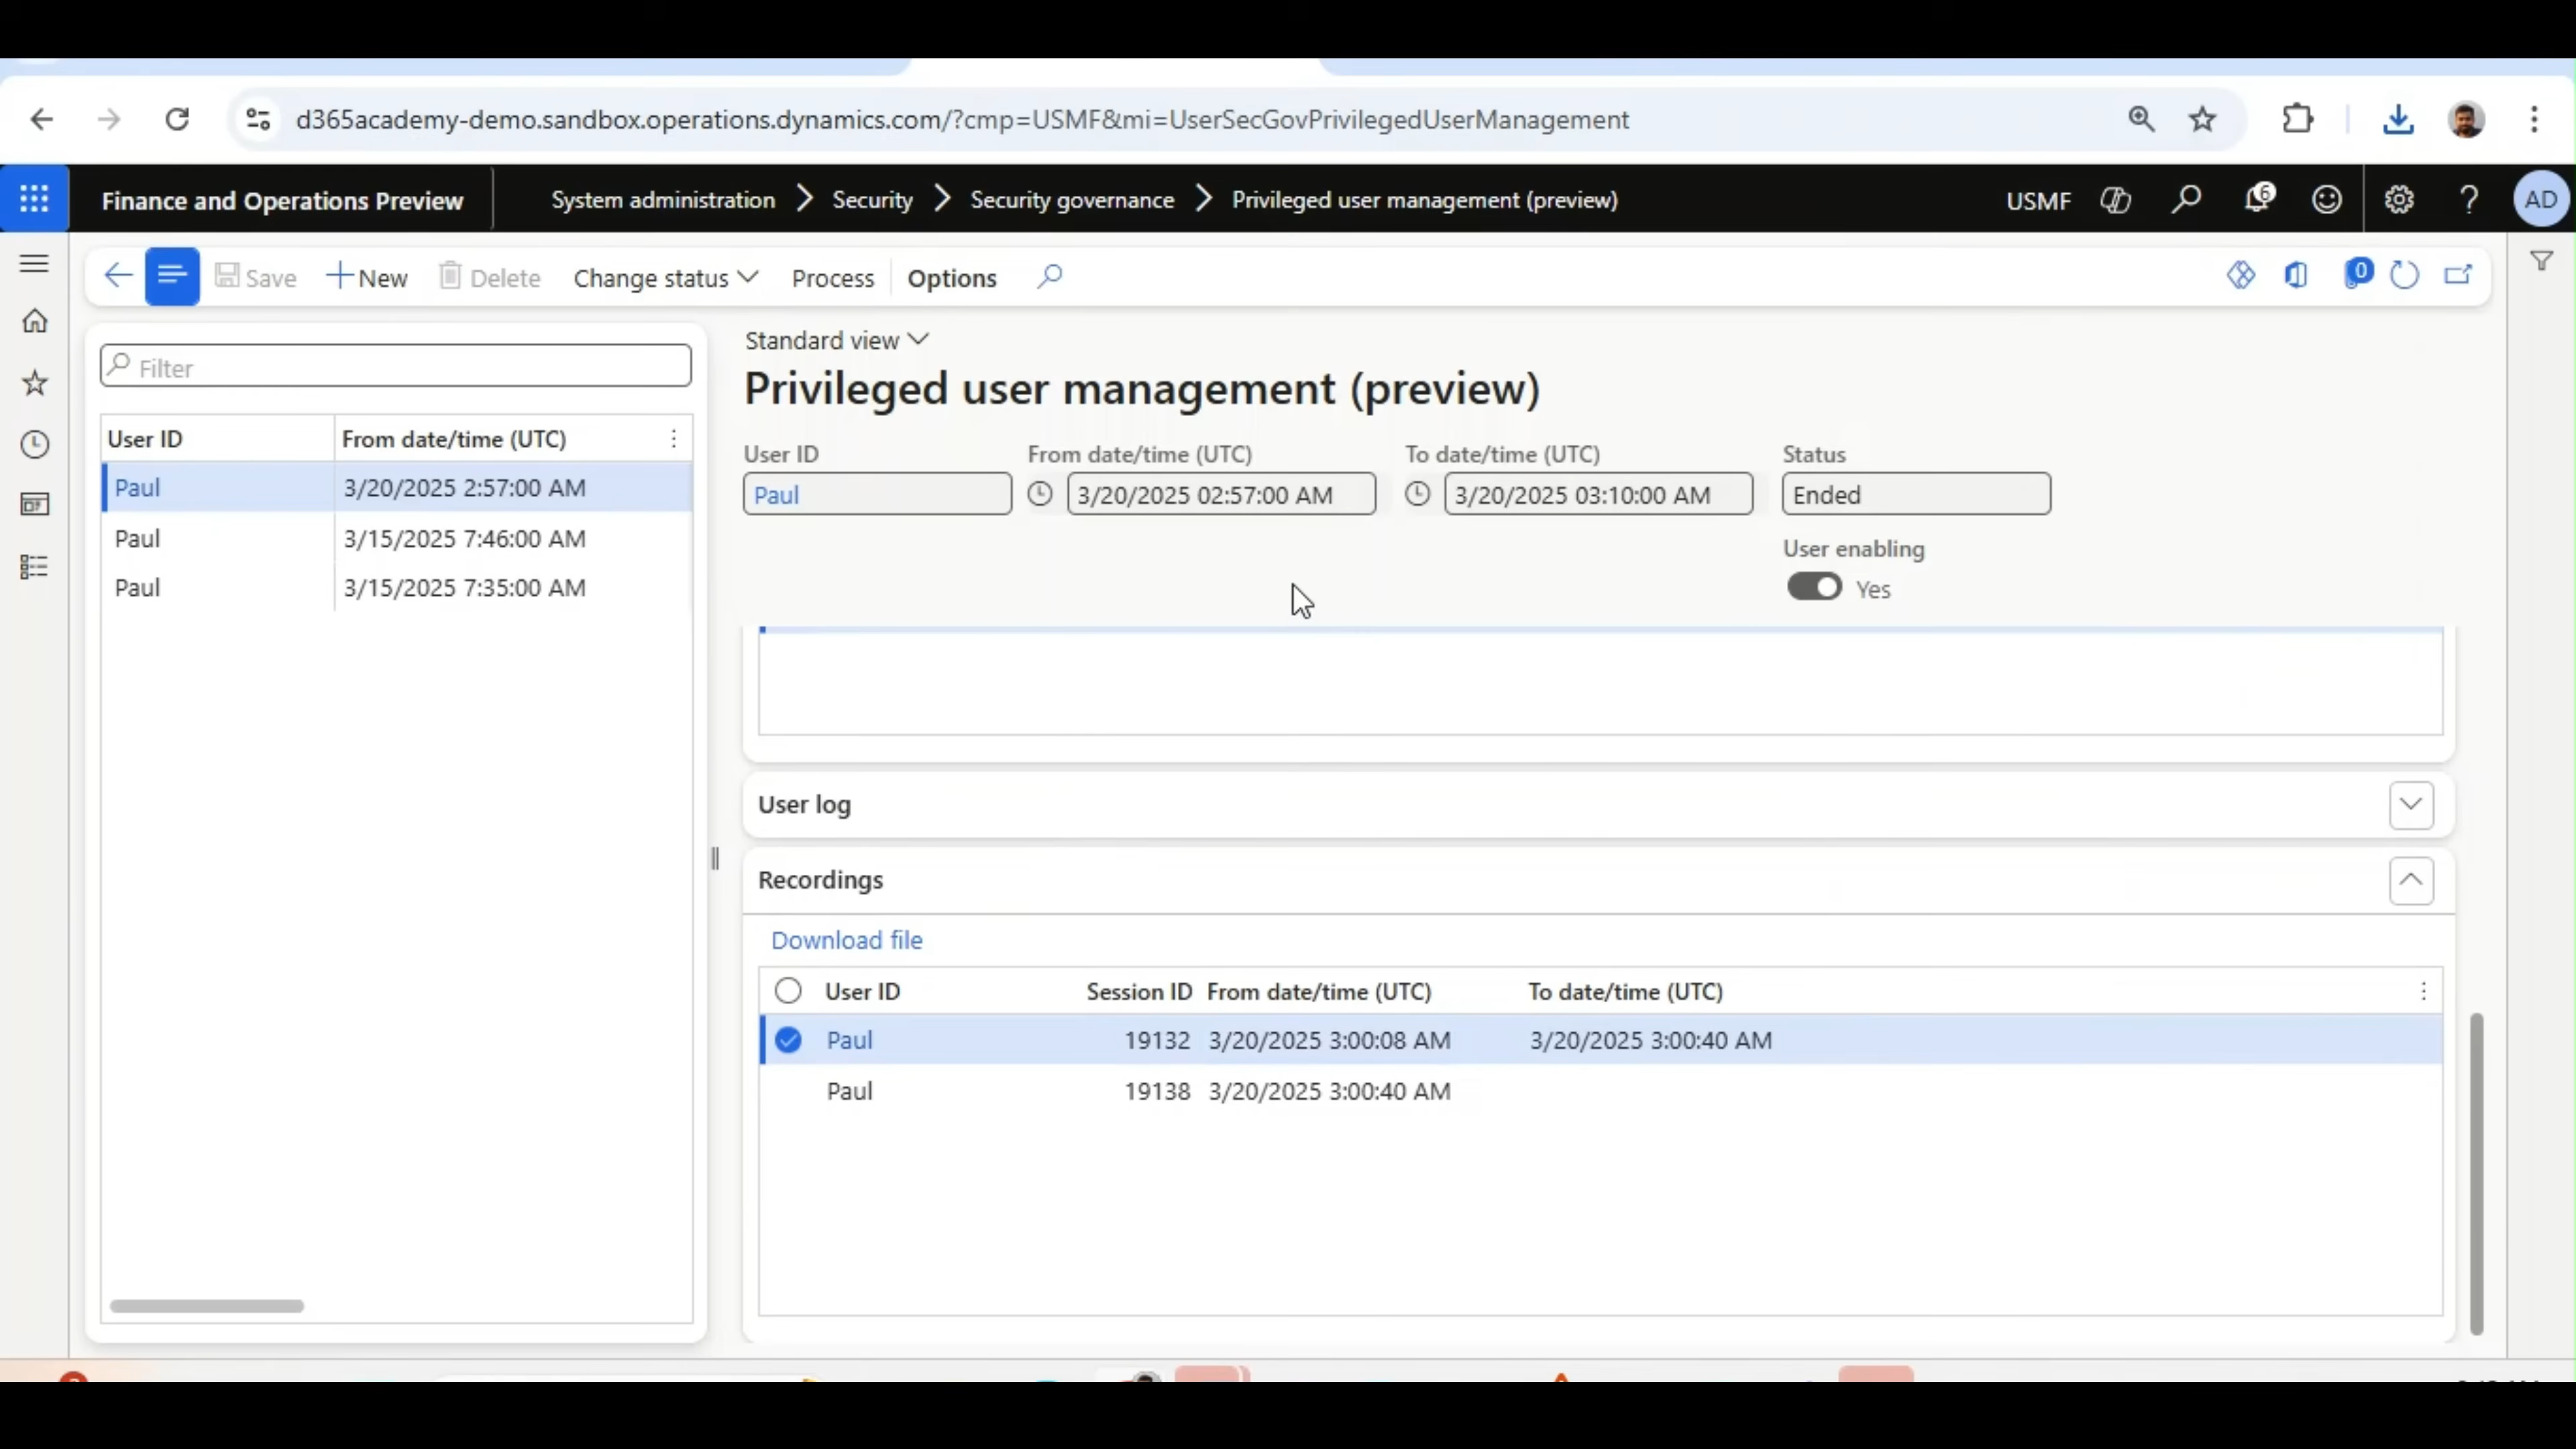 d365academy-demo.sandbox.operations.dynamics.com/?cmp=USMF&mi=UserSecGovPrivilegedUserManagement
Finance and Operations Preview System administration Security Security governance Privileged user management (preview) USMF 6 ? AD
Save New Delete Change status Process Options 0
Filter
User ID From date/time (UTC)
Paul 3/20/2025 2:57:00 AM
Paul 3/15/2025 7:46:00 AM
Paul 3/15/2025 7:35:00 AM
Standard view
Privileged user management (preview)
User ID From date/time (UTC) To date/time (UTC) Status
Paul 3/20/2025 02:57:00 AM 3/20/2025 03:10:00 AM Ended
User enabling
Yes
User log
Recordings
Download file
User ID Session ID From date/time (UTC) To date/time (UTC)
Paul 19132 3/20/2025 3:00:08 AM 3/20/2025 3:00:40 AM
Paul 19138 3/20/2025 3:00:40 AM